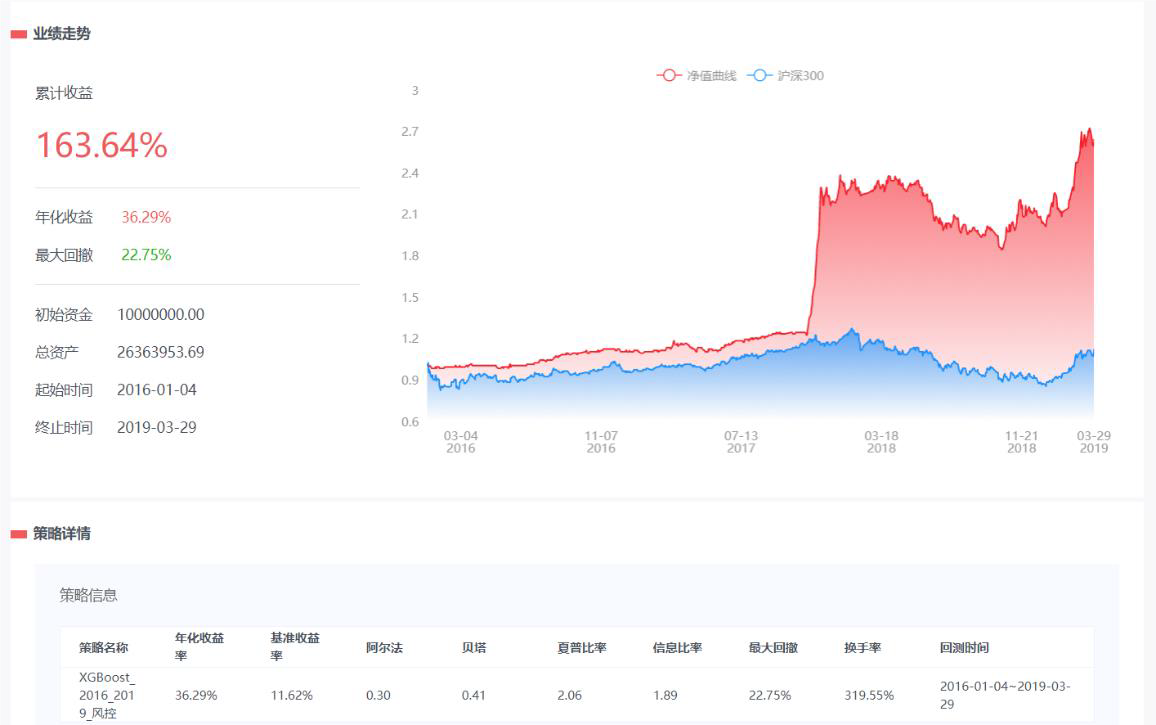 业绩走势
累计收益
163.64%
年化收益 36.29%
最大回撤 22.75%
初始资金 10000000.00
总资产 26363953.69
起始时间 2016-01-04
终止时间 2019-03-29
净值曲线 沪深300
3
2.7
2.4
2.1
1.8
1.5
1.2
0.9
0.6
03-04 11-07 07-13 03-18 11-21 03-29
2016 2016 2017 2018 2018 2019
策略详情
策略信息
策略名称 年化收益率 基准收益率 阿尔法 贝塔 夏普比率 信息比率 最大回撤 换手率 回测时间
XGBoost_2016_2019_风控 36.29% 11.62% 0.30 0.41 2.06 1.89 22.75% 319.55% 2016-01-04~2019-03-29